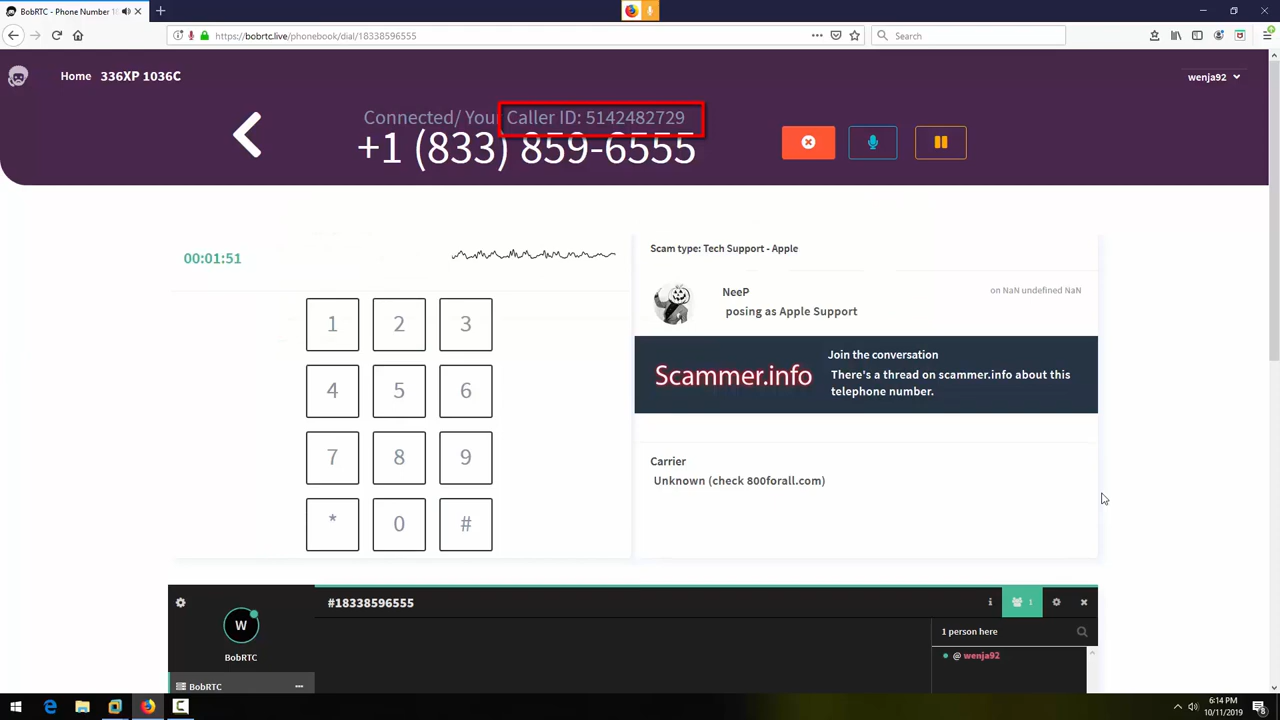 BobRTC - Phone Number 1
https://bobrtc.live/phonebook/dial/18338596555
Search
Home 336XP 1036C
wenja92
Connected/ Your Caller ID: 5142482729
+1 (833) 859-6555
00:01:51
1 2 3
4 5 6
7 8 9
* 0 #
Scam type: Tech Support - Apple
NeeP
on NaN undefined NaN
posing as Apple Support
Scammer.info
Join the conversation
There's a thread on scammer.info about this
telephone number.
Carrier
Unknown (check 800forall.com)
#18338596555
1
W
BobRTC
BobRTC
1 person here
@ wenja92
6:14 PM
10/11/2019
8